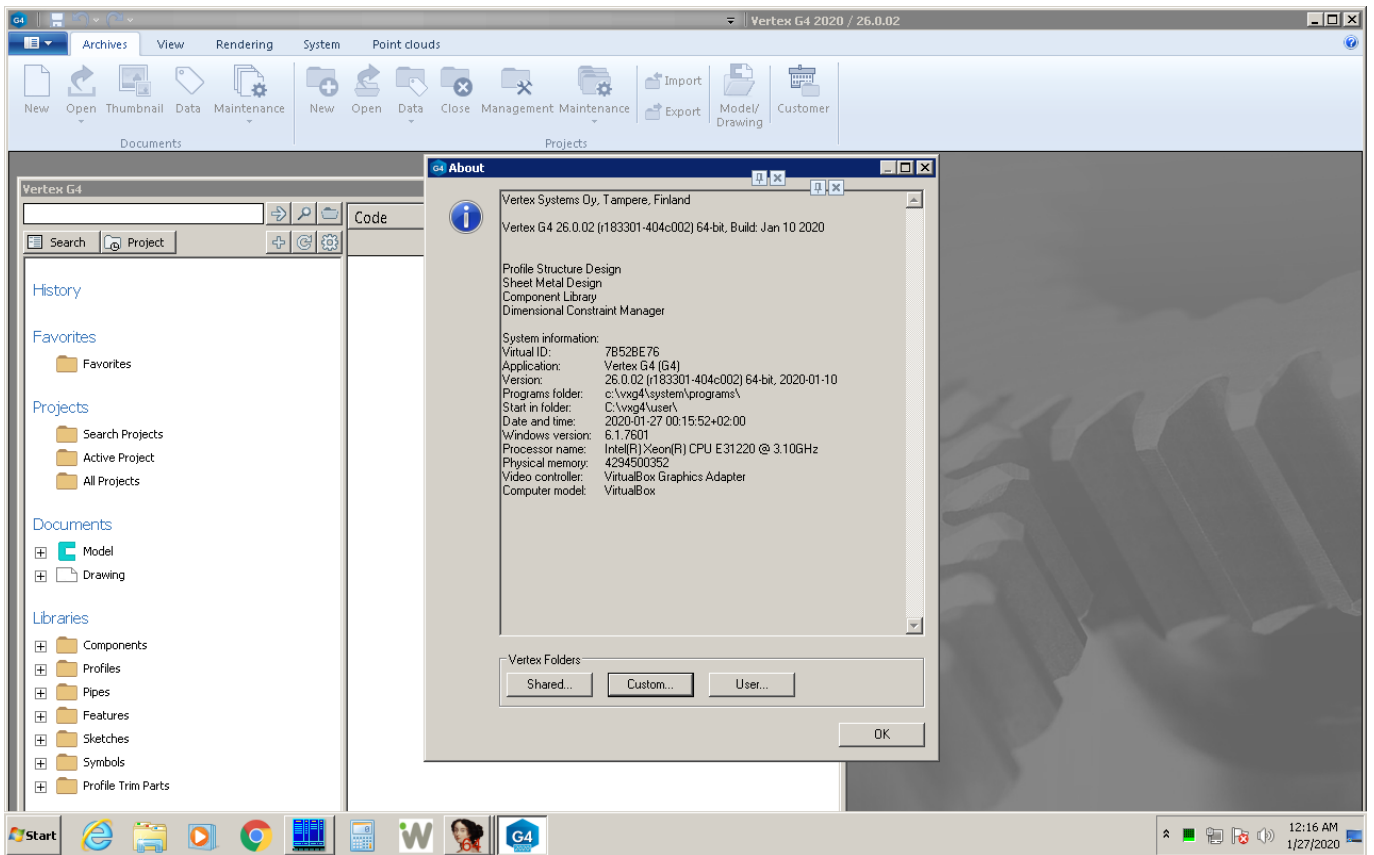 G4
Vertex G4 2020 / 26.0.02
Archives View Rendering System Point clouds
New Open Thumbnail Data Maintenance New Open Data Close Management Maintenance Import Export Model/ Drawing Customer
Documents Projects
Vertex G4
Search Project
Code
History
Favorites
Favorites
Projects
Search Projects
Active Project
All Projects
Documents
Model
Drawing
Libraries
Components
Profiles
Pipes
Features
Sketches
Symbols
Profile Trim Parts
G4 About
Vertex Systems Oy, Tampere, Finland
Vertex G4 26.0.02 (r183301-404c002) 64-bit, Build: Jan 10 2020
Profile Structure Design
Sheet Metal Design
Component Library
Dimensional Constraint Manager
System information:
Virtual ID: 7B52BE76
Application: Vertex G4 (G4)
Version: 26.0.02 (r183301-404c002) 64-bit, 2020-01-10
Programs folder: c:\vxg4\system\programs\
Start in folder: C:\vxg4\user\
Date and time: 2020-01-27 00:15:52+02:00
Windows version: 6.1.7601
Processor name: Intel(R) Xeon(R) CPU E31220 @ 3.10GHz
Physical memory: 4294500352
Video controller: VirtualBox Graphics Adapter
Computer model: VirtualBox
Vertex Folders
Shared... Custom... User...
OK
Start
64
G4
12:16 AM
1/27/2020